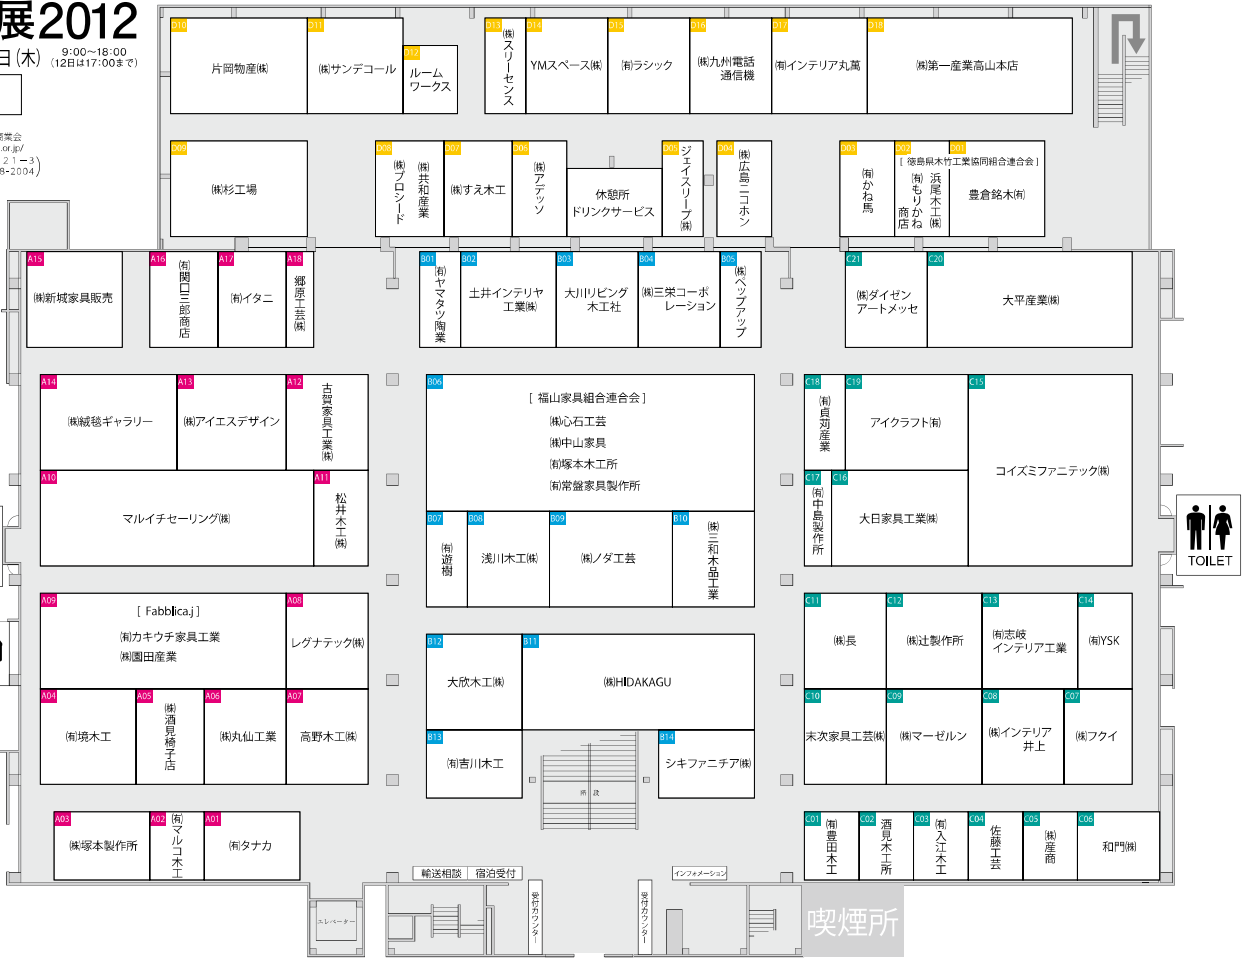 展2012
日(木) 9:00〜18:00
(12日は17:00まで)
商業会
.or.jp/
21-3)
8-2004)
D10
片岡物産㈱
D11
㈱サンデコール
D12
ルーム
ワークス
D13
㈱スリーセンス
D14
YMスペース㈱
D15
㈲ラシック
D16
㈱九州電話
通信機
D17
㈲インテリア丸萬
D18
㈱第一産業高山本店
D09
㈱杉工場
D08
㈱ブロシード
㈱共和産業
D07
㈱すえ木工
D06
㈱アデッソ
休憩所
ドリンクサービス
D05
ジェイスリープ㈱
D04
㈱広島ニコホン
D03
㈲かね馬
D02
D01
[ 徳島県木竹工業協同組合連合会 ]
㈲もりかね
商店
浜尾木工㈱
豊倉銘木㈲
A15
㈱新城家具販売
A16
㈲関口三郎商店
A17
㈲イタニ
A18
郷原工芸㈱
B01
㈲ヤマタツ陶業
B02
土井インテリヤ
工業㈱
B03
大川リビング
木工社
B04
㈱三栄コーポ
レーション
B05
㈱ペップアップ
C21
㈱ダイゼン
アートメッセ
C20
大平産業㈱
A14
㈱絨毯ギャラリー
A13
㈱アイエスデザイン
A12
古賀家具工業㈱
B06
[ 福山家具組合連合会 ]
㈱心石工芸
㈱中山家具
㈲塚本木工所
㈲常盤家具製作所
C18
㈲貞苅産業
C19
アイクラフト㈲
C15
コイズミファニテック㈱
A10
マルイチセーリング㈱
A11
松井木工㈱
B07
㈲遊樹
B08
浅川木工㈱
B09
㈱ノダ工芸
B10
㈱三和木品工業
C17
㈲中島製作所
C16
大日家具工業㈱
TOILET
A09
[ Fabblica.j ]
㈲カキウチ家具工業
㈱園田産業
A08
レグナテック㈱
B12
大欣木工㈱
B11
㈱HIDAKAGU
C11
㈱長
C12
㈱辻製作所
C13
㈲志岐
インテリア工業
C14
㈲YSK
A04
㈲境木工
A05
㈱酒見椅子店
A06
㈱丸仙工業
A07
高野木工㈱
B13
㈲吉川木工
階段
B14
シキファニチア㈱
C10
末次家具工芸㈱
C09
㈱マーゼルン
C08
㈱インテリア
井上
C07
㈱フクイ
A03
㈱塚本製作所
A02
㈲マルコ木工
A01
㈲タナカ
C01
㈲豊田木工
C02
酒見木工所
C03
㈲入江木工
C04
佐藤工芸
C05
㈱産商
C06
和門㈱
輸送相談 宿泊受付
インフォメーション
エレベーター
受付カウンター
受付カウンター
喫煙所